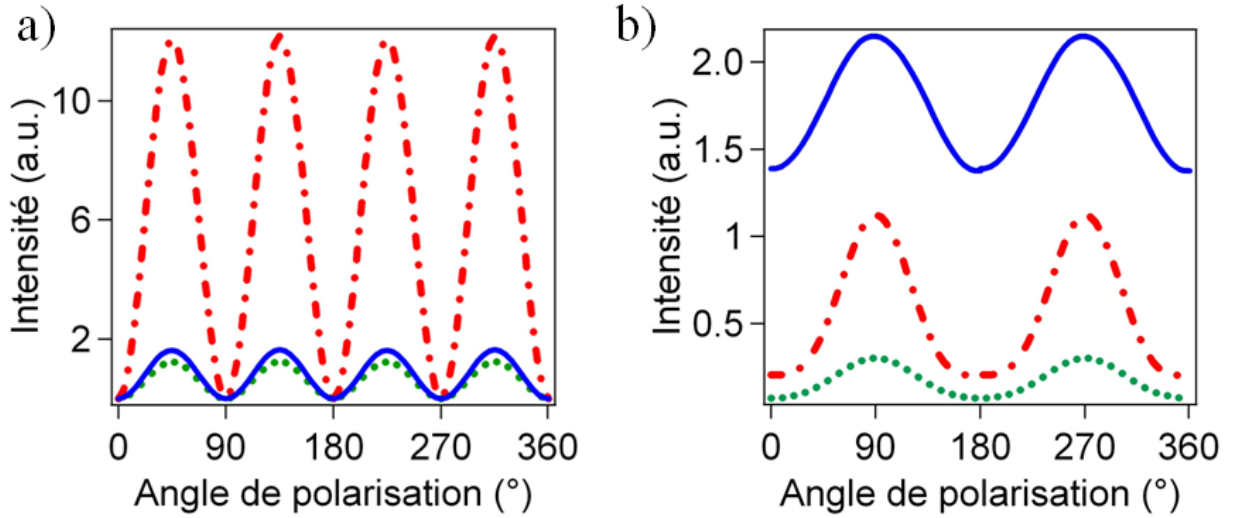 a)
Intensité (a.u.)
10
6
2
0 90 180 270 360
Angle de polarisation (°)
b)
Intensité (a.u.)
2.0
1.5
1
0.5
0 90 180 270 360
Angle de polarisation (°)